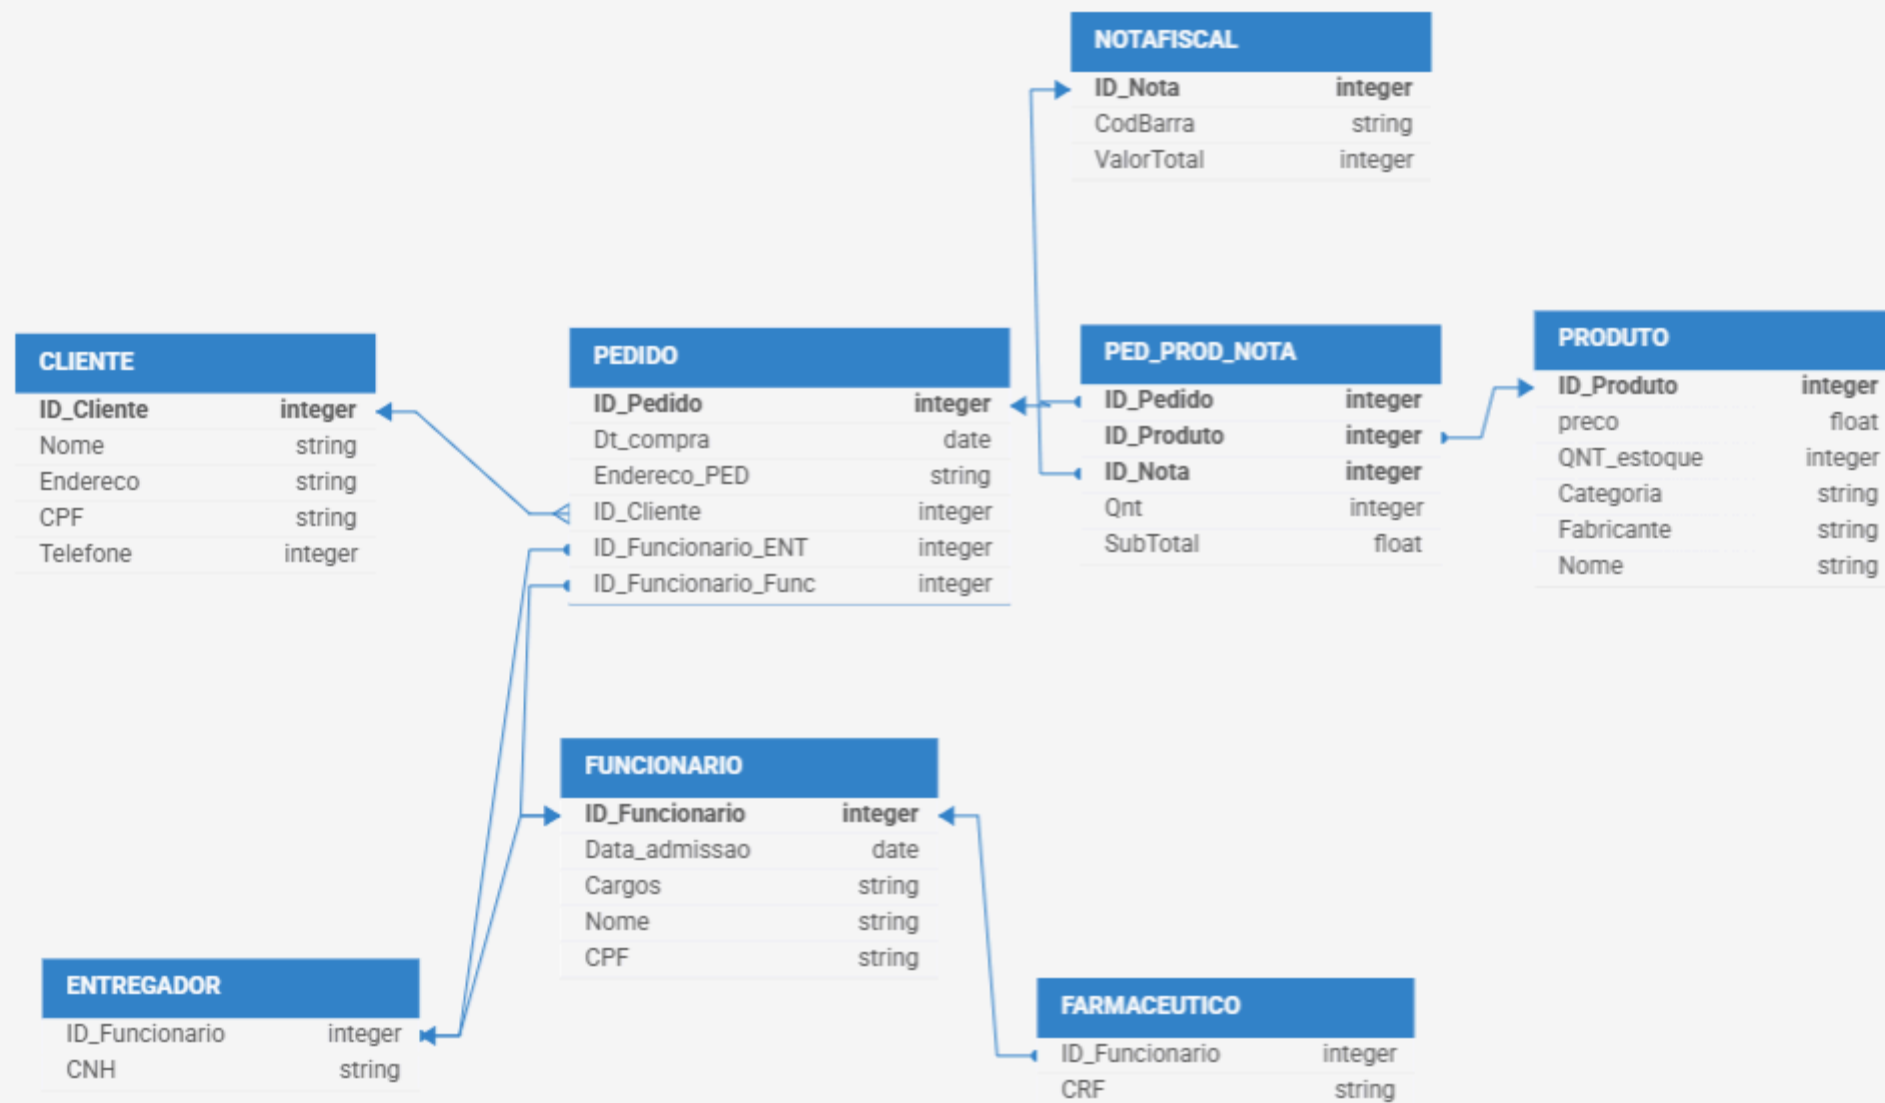 NOTAFISCAL
ID_Nota integer
CodBarra string
ValorTotal integer
CLIENTE
ID_Cliente integer
Nome string
Endereco string
CPF string
Telefone integer
PEDIDO
ID_Pedido integer
Dt_compra date
Endereco_PED string
ID_Cliente integer
ID_Funcionario_ENT integer
ID_Funcionario_Func integer
PED_PROD_NOTA
ID_Pedido integer
ID_Produto integer
ID_Nota integer
Qnt integer
SubTotal float
PRODUTO
ID_Produto integer
preco float
QNT_estoque integer
Categoria string
Fabricante string
Nome string
FUNCIONARIO
ID_Funcionario integer
Data_admissao date
Cargos string
Nome string
CPF string
ENTREGADOR
ID_Funcionario integer
CNH string
FARMACEUTICO
ID_Funcionario integer
CRF string